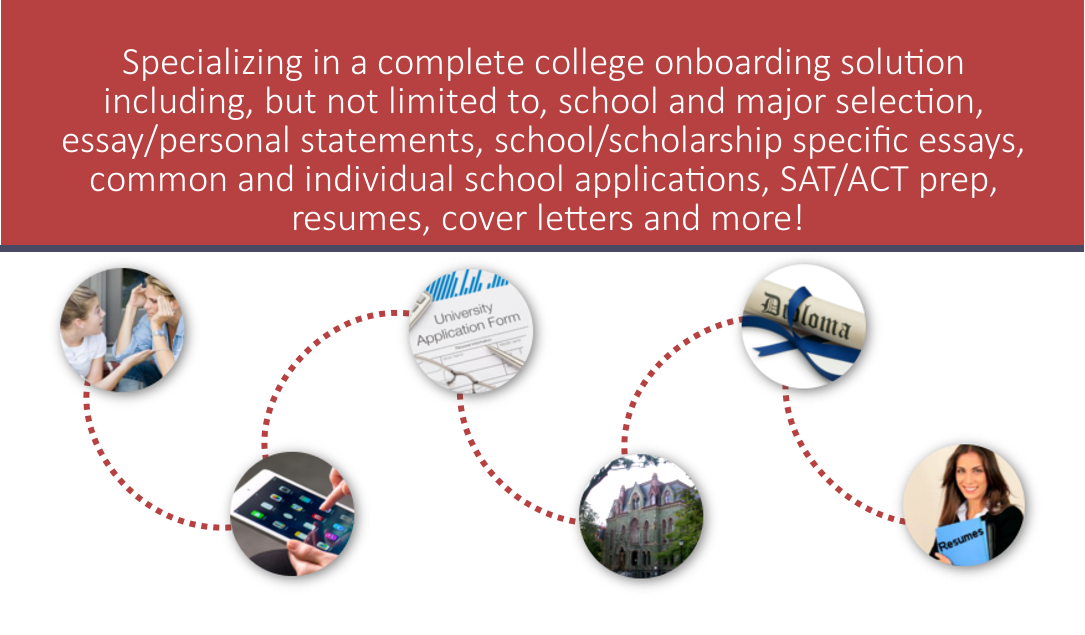 Specializing in a complete college onboarding solution
including, but not limited to, school and major selection,
essay/personal statements, school/scholarship specific essays,
common and individual school applications, SAT/ACT prep,
resumes, cover letters and more!
University
Application Form
Diploma
Resumes